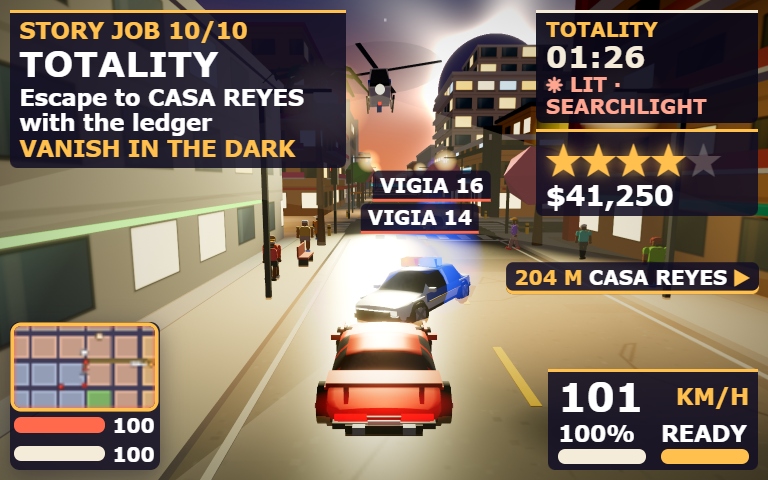 STORY JOB 10/10
TOTALITY
Escape to CASA REYES
with the ledger
VANISH IN THE DARK
TOTALITY
01:26
LIT ·
SEARCHLIGHT
$41,250
VIGIA 16
VIGIA 14
204 M CASA REYES
100
100
101 KM/H
100% READY